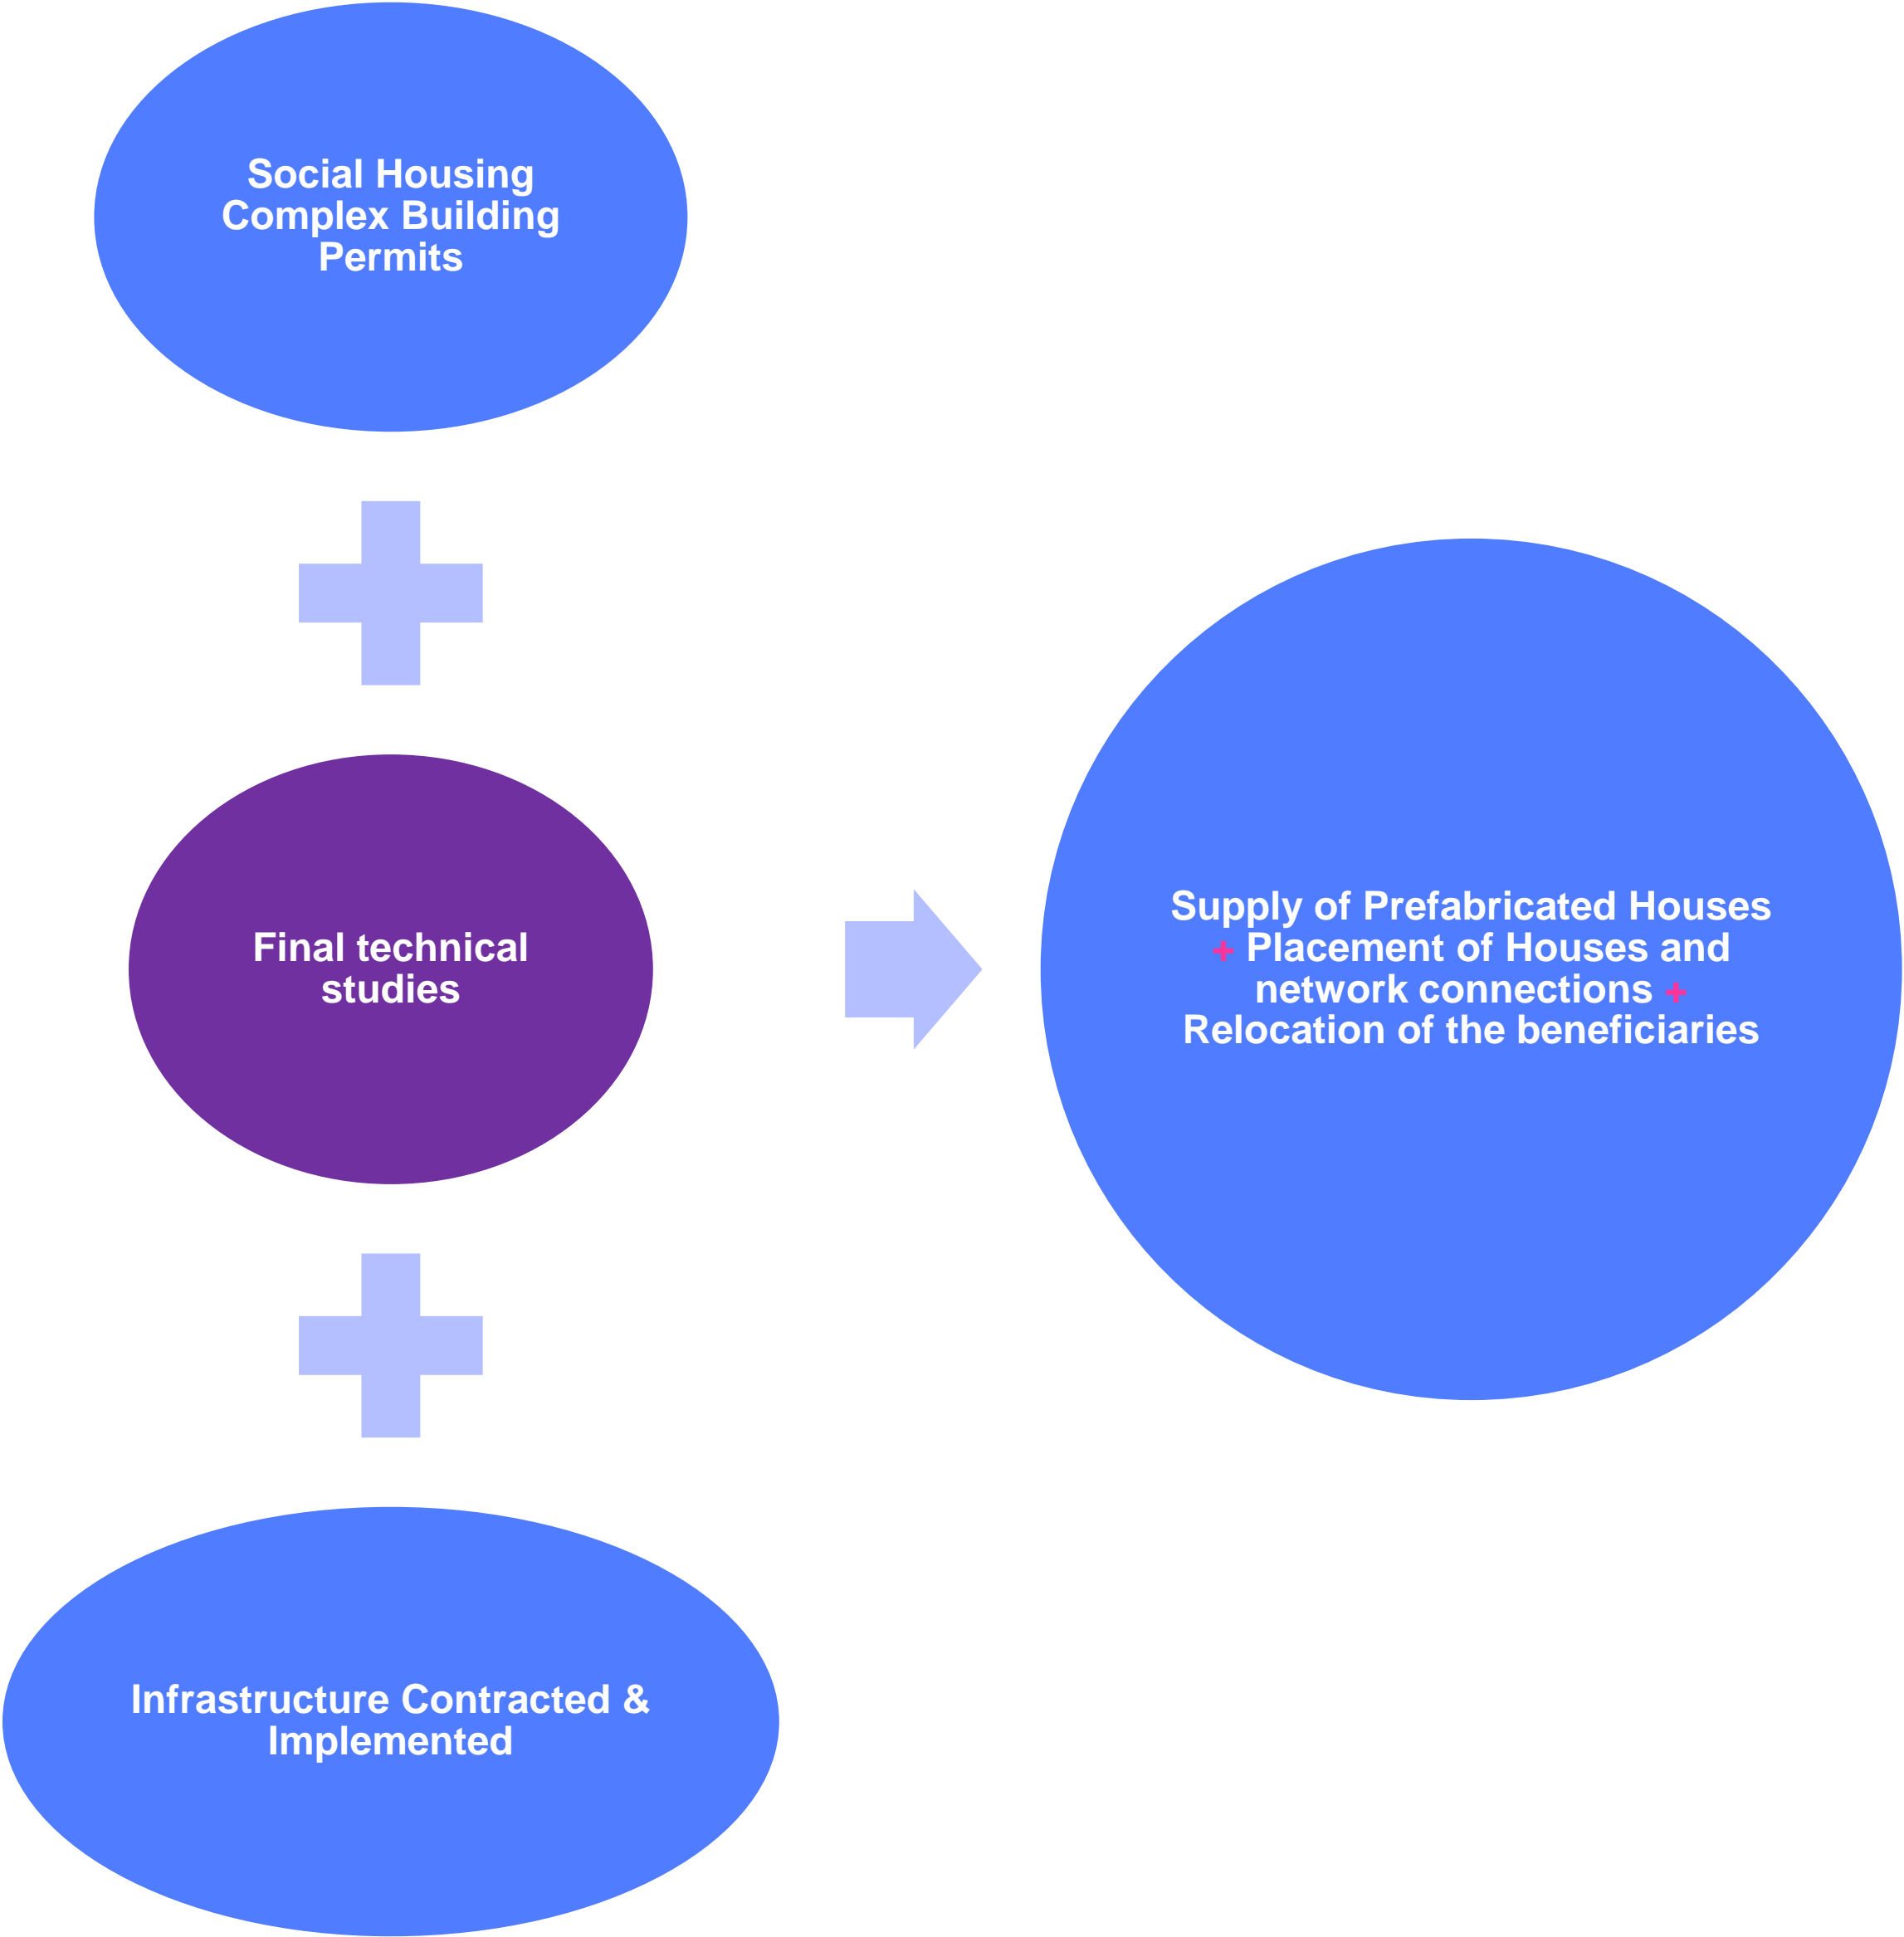 Social Housing
Complex Building
Permits
Final technical
studies
Infrastructure Contracted &
Implemented
Supply of Prefabricated Houses
+ Placement of Houses and
network connections +
Relocation of the beneficiaries